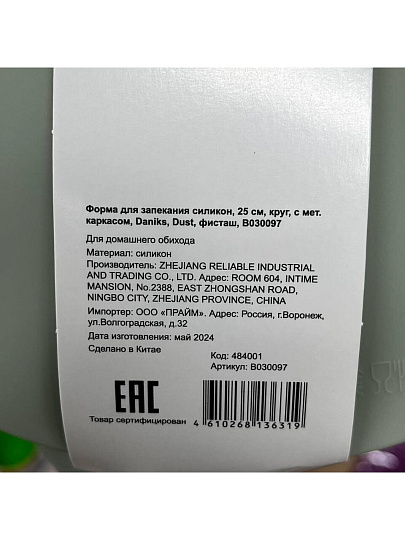 Форма для запекания силикон, 25 см, круг, с мет.
каркасом, Daniks, Dust, фисташ, B030097
Для домашнего обихода
Материал: силикон
Производитель: ZHEJIANG RELIABLE INDUSTRIAL
AND TRADING CO., LTD. Адрес: ROOM 604, INTIME
MANSION, No.2388, EAST ZHONGSHAN ROAD,
NINGBO CITY, ZHEJIANG PROVINCE, CHINA
Импортер: ООО «ПРАЙМ». Адрес: Россия, г.Воронеж,
ул.Волгоградская, д.32
Дата изготовления: май 2024
Сделано в Китае
Код: 484001
Артикул: B030097
EAC
Товар сертифицирован
4 610268 136319